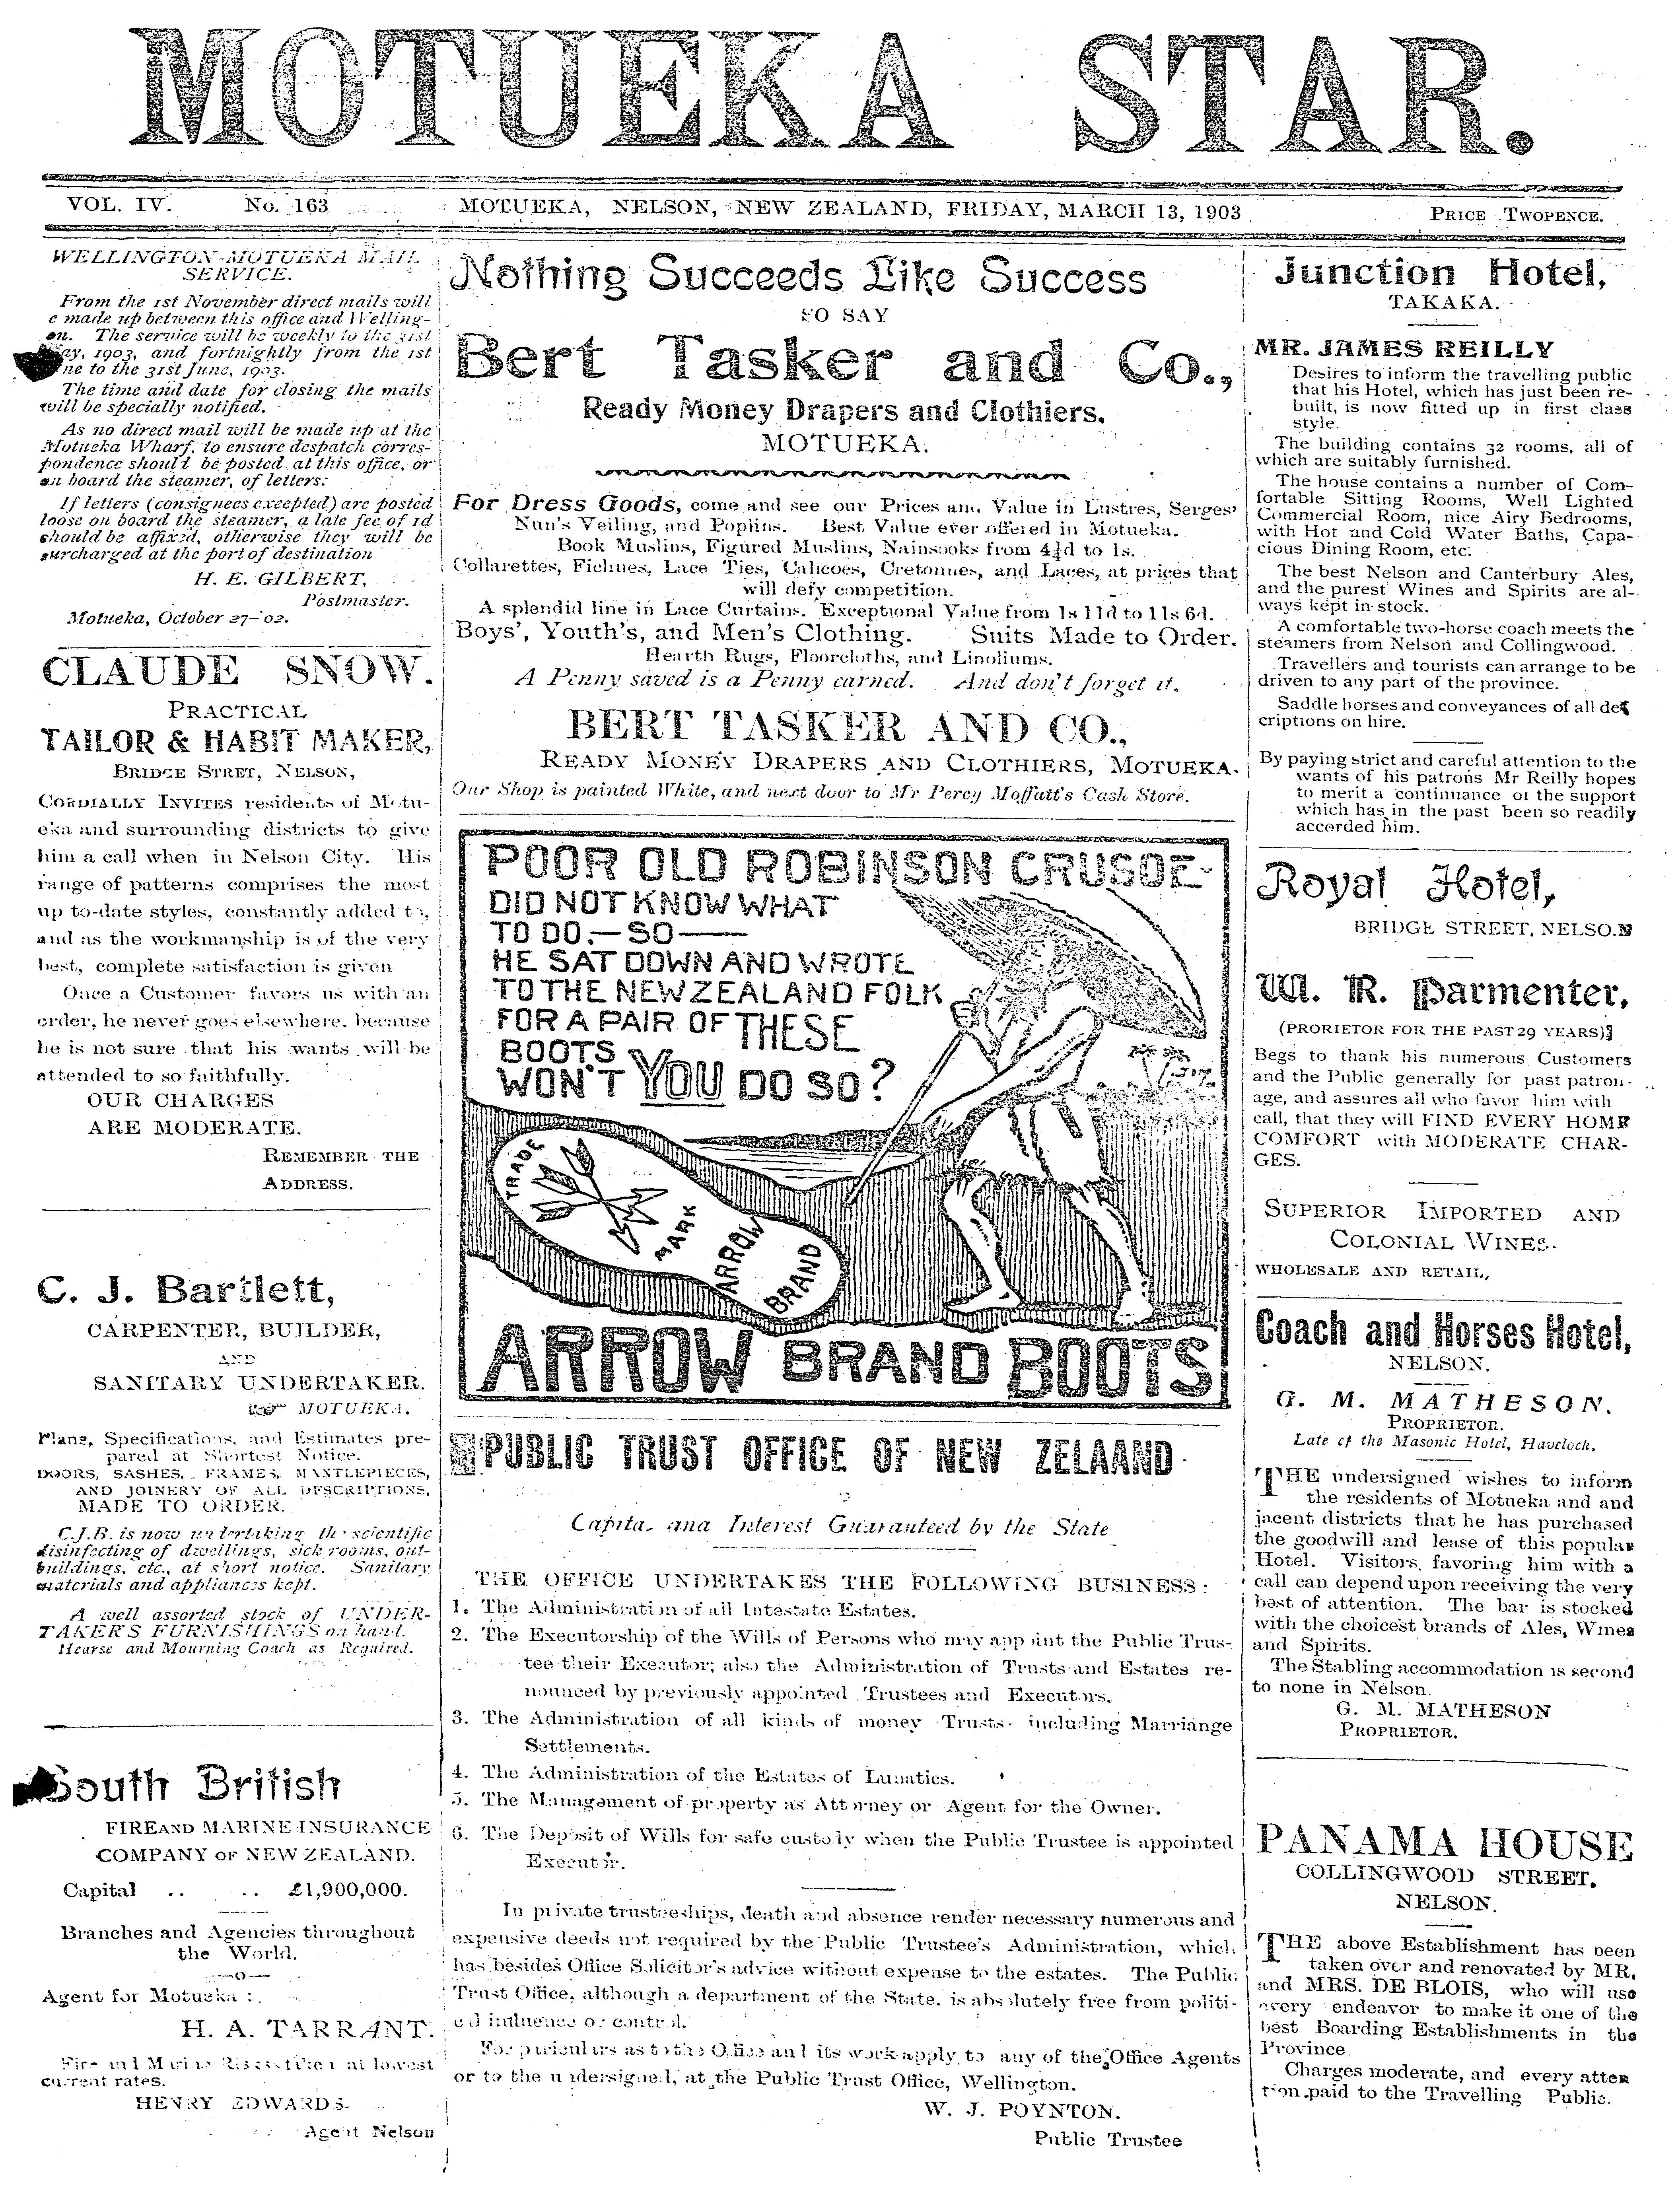 MOTUEKA STAR.
VOL. IV. No. 163 MOTUEKA, NELSON, NEW ZEALAND, FRIDAY, MARCH 13, 1903 PRICE TWOPENCE.
WELLINGTON-MOTUEKA MAIL
SERVICE.
From the 1st November direct mails will
e made up between this office and Welling-
on. The service will be weekly to the 31st
ay, 1903, and fortnightly from the 1st
ne to the 31st June, 1903.
The time and date for closing the mails
will be specially notified.
As no direct mail will be made up at the
Motueka Wharf, to ensure despatch corres-
pondence should be posted at this office, or
on board the steamer, of letters:
If letters (consignees excepted) are posted
loose on board the steamer, a late fee of 1d
should be affixed, otherwise they will be
surcharged at the port of destination
H. E. GILBERT,
Postmaster.
Motueka, October 27-'02.
CLAUDE SNOW.
PRACTICAL
TAILOR & HABIT MAKER,
BRIDGE STRET, NELSON,
CORDIALLY INVITES residents of Motu-
eka and surrounding districts to give
him a call when in Nelson City. His
range of patterns comprises the most
up to-date styles, constantly added to,
and as the workmanship is of the very
best, complete satisfaction is given
Once a Customer favors us with an
order, he never goes elsewhere, because
he is not sure that his wants will be
attended to so faithfully.
OUR CHARGES
ARE MODERATE.
REMEMBER THE
ADDRESS.
C. J. Bartlett,
CARPENTER, BUILDER,
AND
SANITARY UNDERTAKER.
MOTUEKA.
Plans, Specifications, and Estimates pre-
pared at Shortest Notice.
DOORS, SASHES, FRAMES, MANTLEPIECES,
AND JOINERY OF ALL DESCRIPTIONS,
MADE TO ORDER.
C.J.B. is now undertaking the scientific
disinfecting of dwellings, sick rooms, out-
buildings, etc., at short notice. Sanitary
materials and appliances kept.
A well assorted stock of UNDER-
TAKER'S FURNISHINGS on hand.
Hearse and Mourning Coach as Required.
South British
FIRE AND MARINE INSURANCE
COMPANY OF NEW ZEALAND.
Capital .. .. £1,900,000.
Branches and Agencies throughout
the World.
—o—
Agent for Motueka :
H. A. TARRANT.
Fire and Marine Risks taken at lowest
current rates.
HENRY EDWARDS
Agent Nelson
Nothing Succeeds Like Success
SO SAY
Bert Tasker and Co.,
Ready Money Drapers and Clothiers,
MOTUEKA.
For Dress Goods, come and see our Prices and Value in Lustres, Serges'
Nun's Veiling, and Poplins. Best Value ever offered in Motueka.
Book Muslins, Figured Muslins, Nainsooks from 4½d to 1s.
Collarettes, Fichues, Lace Ties, Calicoes, Cretonnes, and Laces, at prices that
will defy competition.
A splendid line in Lace Curtains. Exceptional Value from 1s 11d to 11s 6d.
Boys', Youth's, and Men's Clothing. Suits Made to Order.
Hearth Rugs, Floorcloths, and Linoliums.
A Penny saved is a Penny earned. And don't forget it.
BERT TASKER AND CO.,
READY MONEY DRAPERS AND CLOTHIERS, MOTUEKA.
Our Shop is painted White, and next door to Mr Percy Moffatt's Cash Store.
POOR OLD ROBINSON CRUSOE
DID NOT KNOW WHAT
TO DO.—SO—
HE SAT DOWN AND WROTE
TO THE NEW ZEALAND FOLK
FOR A PAIR OF THESE
BOOTS
WON'T YOU DO SO?
TRADE
MARK
ARROW
BRAND
ARROW BRAND BOOTS
PUBLIC TRUST OFFICE OF NEW ZELAAND
Capita and Interest Guaranteed by the State
THE OFFICE UNDERTAKES THE FOLLOWING BUSINESS:
1. The Administration of all Intestate Estates.
2. The Executorship of the Wills of Persons who may appoint the Public Trus-
tee their Executor; also the Administration of Trusts and Estates re-
nounced by previously appointed Trustees and Executors.
3. The Administration of all kinds of money Trusts- including Marriange
Settlements.
4. The Administration of the Estates of Lunatics.
5. The Management of property as Attorney or Agent for the Owner.
6. The Deposit of Wills for safe custody when the Public Trustee is appointed
Executor.
In private trusteeships, death and absence render necessary numerous and
expensive deeds not required by the Public Trustee's Administration, which
has besides Office Solicitor's advice without expense to the estates. The Public
Trust Office, although a department of the State, is absolutely free from politi-
cal influence or control.
For particulars as to the Office and its work apply to any of the Office Agents
or to the undersigned, at the Public Trust Office, Wellington.
W. J. POYNTON.
Public Trustee
Junction Hotel,
TAKAKA.
MR. JAMES REILLY
Desires to inform the travelling public
that his Hotel, which has just been re-
built, is now fitted up in first class
style.
The building contains 32 rooms, all of
which are suitably furnished.
The house contains a number of Com-
fortable Sitting Rooms, Well Lighted
Commercial Room, nice Airy Bedrooms,
with Hot and Cold Water Baths, Capa-
cious Dining Room, etc.
The best Nelson and Canterbury Ales,
and the purest Wines and Spirits are al-
ways kept in stock.
A comfortable two-horse coach meets the
steamers from Nelson and Collingwood.
Travellers and tourists can arrange to be
driven to any part of the province.
Saddle horses and conveyances of all des
criptions on hire.
By paying strict and careful attention to the
wants of his patrons Mr Reilly hopes
to merit a continuance of the support
which has in the past been so readily
accorded him.
Royal Hotel,
BRIDGE STREET, NELSON
W. R. Parmenter,
(PRORIETOR FOR THE PAST 29 YEARS)
Begs to thank his numerous Customers
and the Public generally for past patron-
age, and assures all who favor him with
call, that they will FIND EVERY HOME
COMFORT with MODERATE CHAR-
GES.
SUPERIOR IMPORTED AND
COLONIAL WINES.
WHOLESALE AND RETAIL,
Coach and Horses Hotel,
NELSON.
G. M. MATHESON.
PROPRIETOR.
Late of the Masonic Hotel, Havelock.
THE undersigned wishes to inform
the residents of Motueka and and
jacent districts that he has purchased
the goodwill and lease of this popular
Hotel. Visitors favoring him with a
call can depend upon receiving the very
best of attention. The bar is stocked
with the choicest brands of Ales, Wines
and Spirits.
The Stabling accommodation is second
to none in Nelson.
G. M. MATHESON
PROPRIETOR.
PANAMA HOUSE
COLLINGWOOD STREET,
NELSON.
THE above Establishment has been
taken over and renovated by MR.
and MRS. DE BLOIS, who will use
every endeavor to make it one of the
best Boarding Establishments in the
Province
Charges moderate, and every atten
tion paid to the Travelling Public.